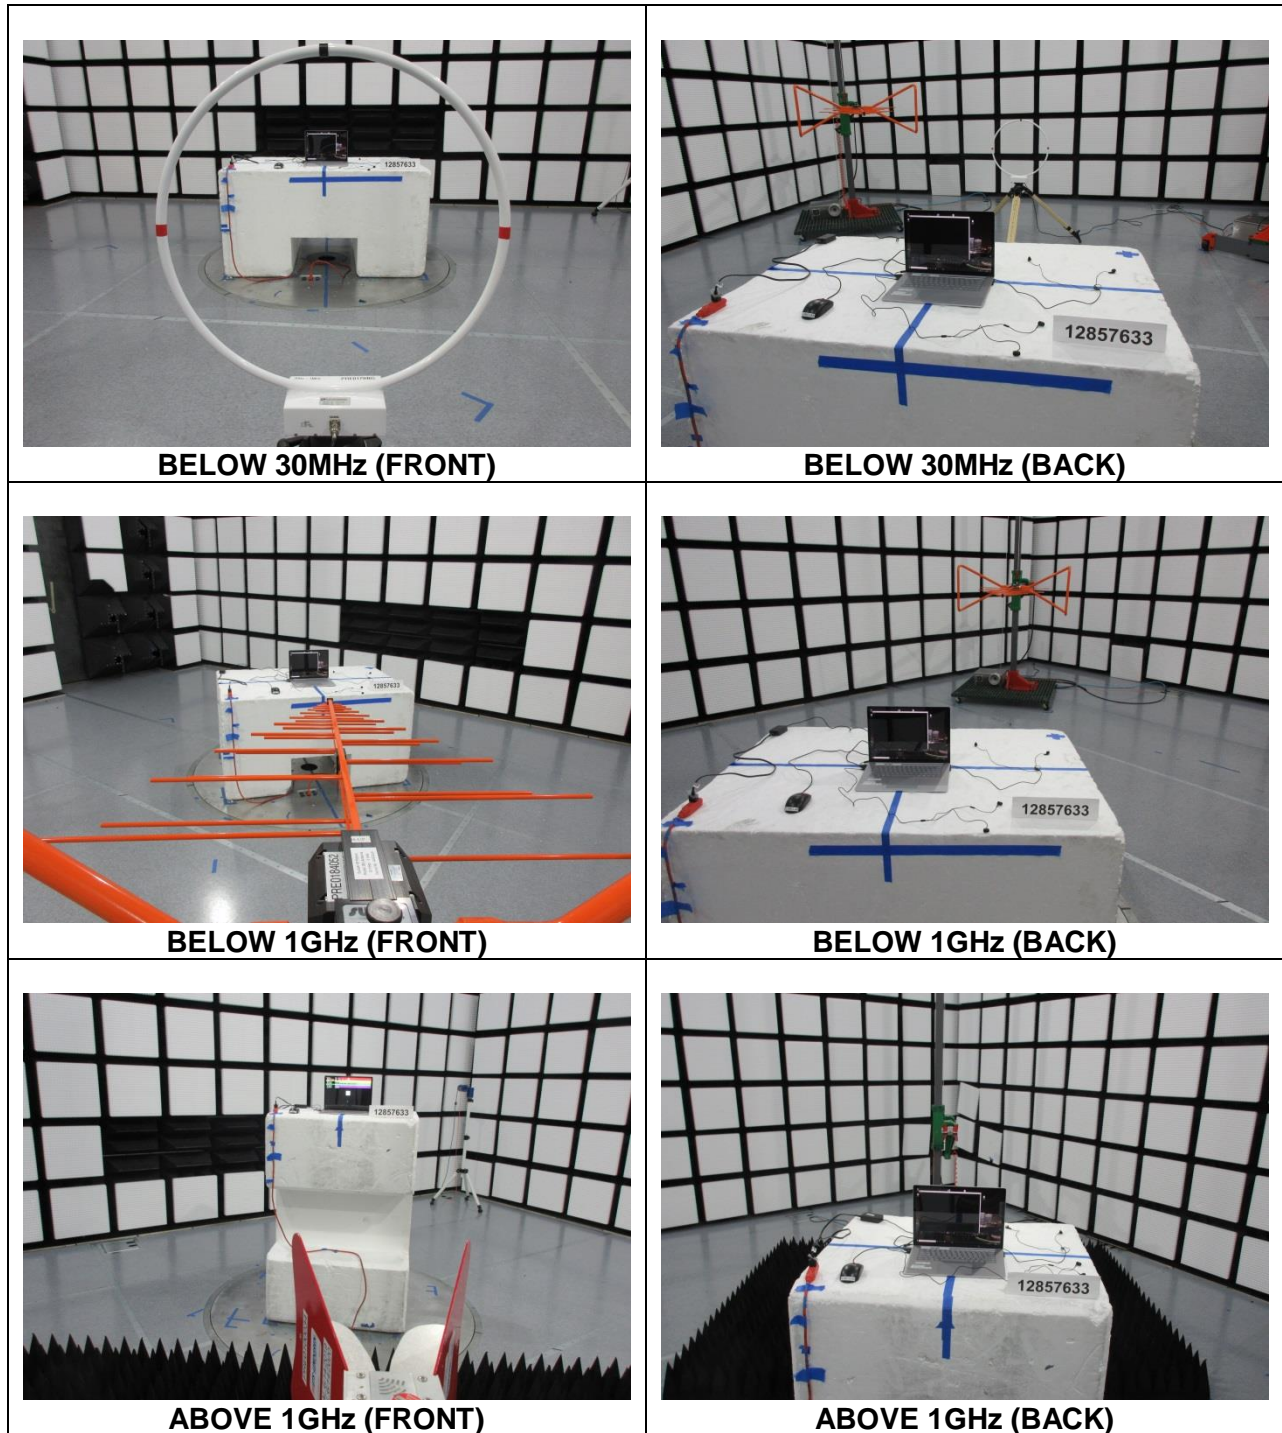 12857633
12857633
BELOW 30MHz (FRONT)
BELOW 30MHz (BACK)
12857633
PRE0184052
12857633
BELOW 1GHz (FRONT)
BELOW 1GHz (BACK)
12857633
12857633
ABOVE 1GHz (FRONT)
ABOVE 1GHz (BACK)